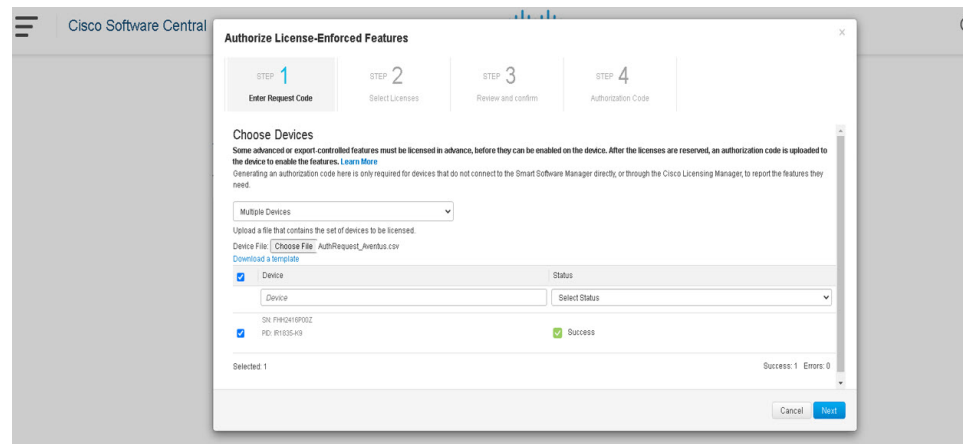 Cisco Software Central
Authorize License-Enforced Features
×
STEP 1
Enter Request Code
STEP 2
Select Licenses
STEP 3
Review and confirm
STEP 4
Authorization Code
Choose Devices
Some advanced or export-controlled features must be licensed in advance, before they can be enabled on the device. After the licenses are reserved, an authorization code is uploaded to
the device to enable the features. Learn More
Generating an authorization code here is only required for devices that do not connect to the Smart Software Manager directly, or through the Cisco Licensing Manager, to report the features they
need.
Multiple Devices
Upload a file that contains the set of devices to be licensed.
Device File: Choose File AuthRequest_Aventus.csv
Download a template
Device Status
Device Select Status
SN: FHH2416P00Z
PID: IR1835-K9 Success
Selected: 1 Success: 1 Errors: 0
Cancel Next